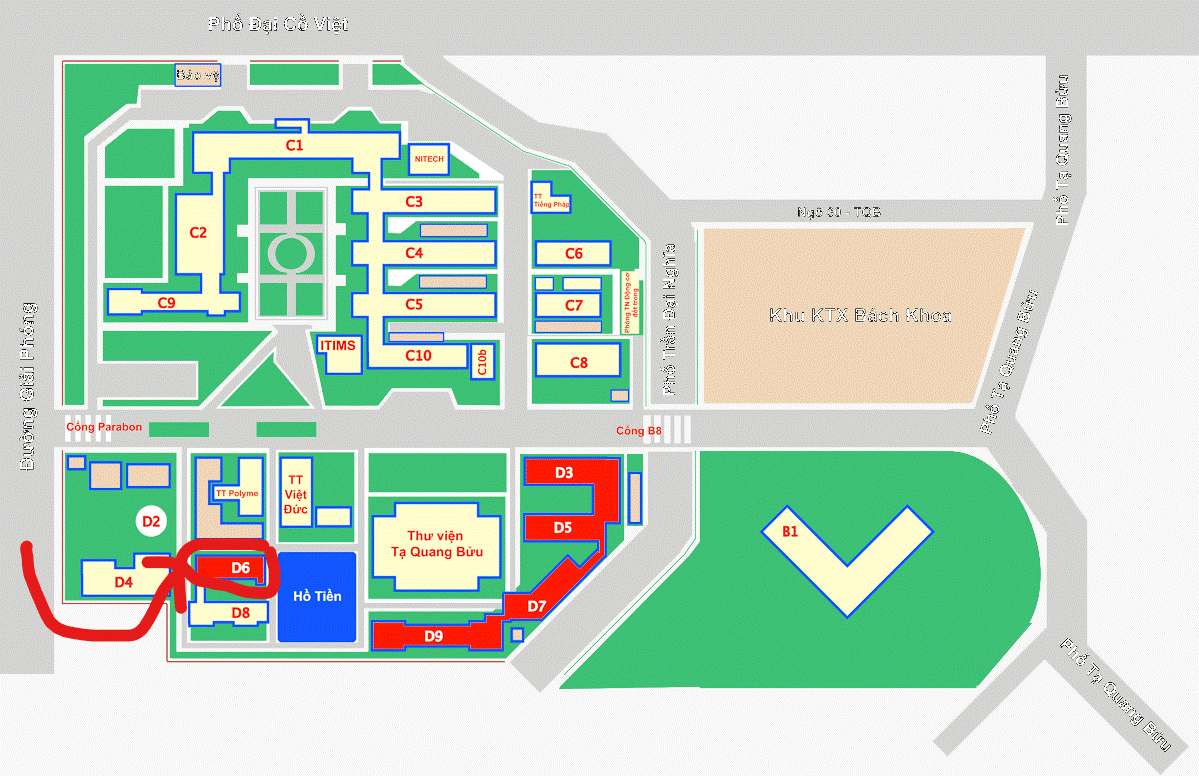 Phố Đại Cồ Việt
Bảo vệ
C1
NITECH
C3
TT
Tiếng Pháp
C2
C4
C6
Ngõ 31 - TQB
Phố Tạ Quang Bửu
C9
C5
C7
Phòng TN Động cơ
đốt trong
Phố Trần Đại Nghĩa
Khu KTX Bách Khoa
ITIMS
C10
C10b
C8
Phố Tạ Quang Bửu
Đường Giải Phóng
Cổng Parabon
Cổng B8
TT Polyme
TT
Việt
Đức
D3
D2
D5
Thư viện
Tạ Quang Bửu
B1
D6
D4
Hồ Tiền
D8
D7
D9
Phố Tạ Quang Bửu